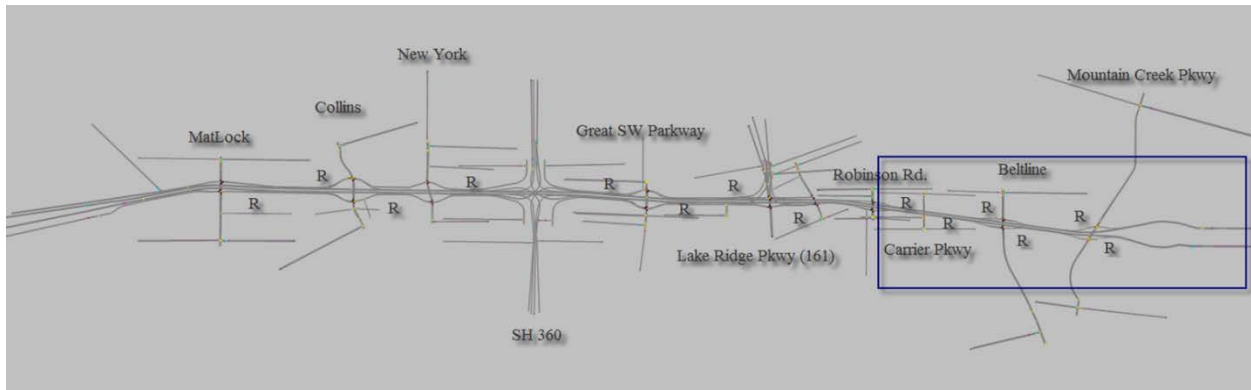 New York
Mountain Creek Pkwy
Collins
MatLock
Great SW Parkway
R
R
R
R
Robinson Rd.
Beltline
R
R
R
R
R
R
R
R
R
R
Lake Ridge Pkwy (161)
Carrier Pkwy
SH 360